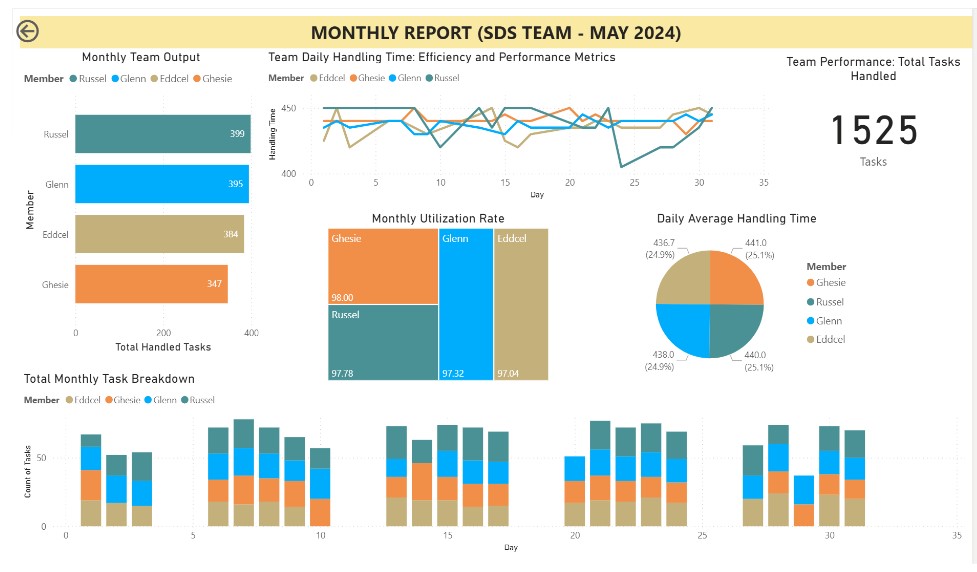 MONTHLY REPORT (SDS TEAM - MAY 2024)
Monthly Team Output
Member Russel Glenn Eddcel Ghesie
Member
Russel 399
Glenn 395
Eddcel 384
Ghesie 347
0 200 400
Total Handled Tasks
Team Daily Handling Time: Efficiency and Performance Metrics
Member Eddcel Ghesie Glenn Russel
Handling Time
450
400
0 5 10 15 20 25 30 35
Day
Team Performance: Total Tasks
Handled
1525
Tasks
Monthly Utilization Rate
Ghesie
98.00
Russel
97.78
Glenn
97.32
Eddcel
97.04
Daily Average Handling Time
436.7
(24.9%)
441.0
(25.1%)
438.0
(24.9%)
440.0
(25.1%)
Member
Ghesie
Russel
Glenn
Eddcel
Total Monthly Task Breakdown
Member Eddcel Ghesie Glenn Russel
Count of Tasks
50
0
0 5 10 15 20 25 30 35
Day